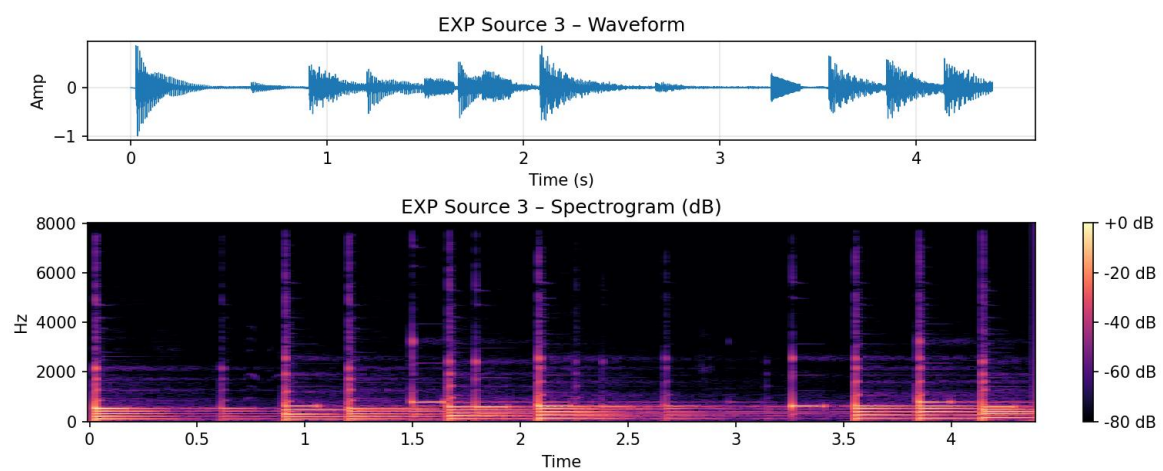 EXP Source 3 – Waveform
Amp
0
−1
0 1 2 3 4
Time (s)
EXP Source 3 – Spectrogram (dB)
Hz
8000
6000
4000
2000
0
0 0.5 1 1.5 2 2.5 3 3.5 4
Time
+0 dB
-20 dB
-40 dB
-60 dB
-80 dB